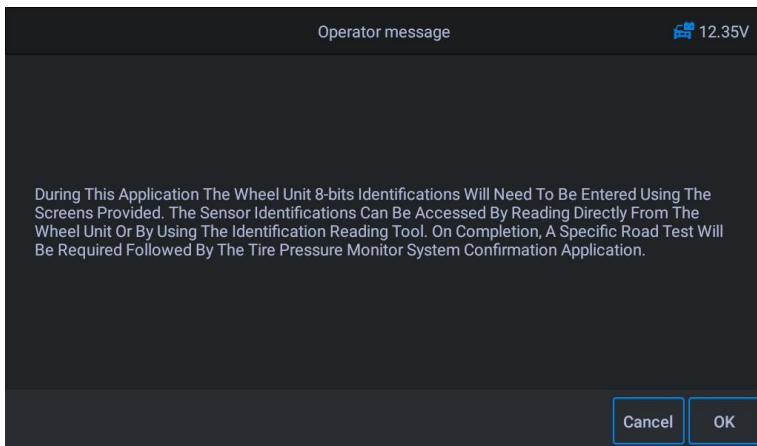 Operator message
12.35V
During This Application The Wheel Unit 8-bits Identifications Will Need To Be Entered Using The
Screens Provided. The Sensor Identifications Can Be Accessed By Reading Directly From The
Wheel Unit Or By Using The Identification Reading Tool. On Completion, A Specific Road Test Will
Be Required Followed By The Tire Pressure Monitor System Confirmation Application.
Cancel
OK